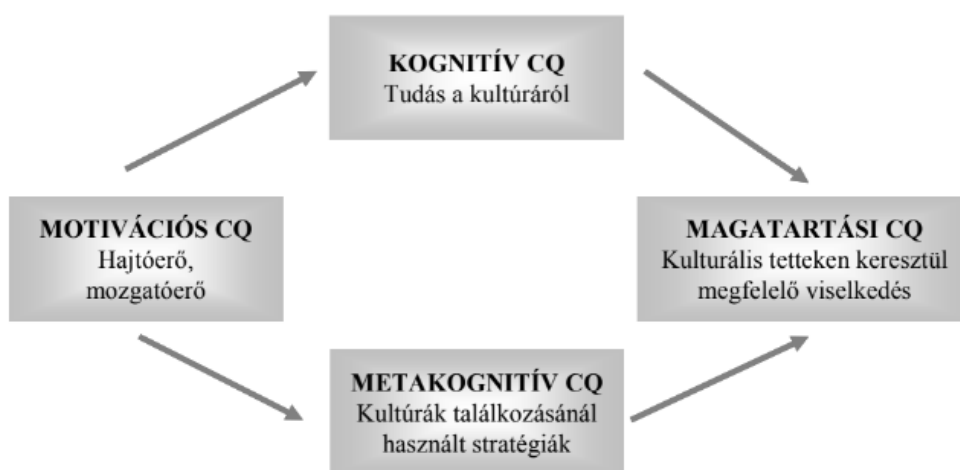 KOGNITÍV CQ
Tudás a kultúráról
MOTIVÁCIÓS CQ
Hajtóerő,
mozgatóerő
MAGATARTÁSI CQ
Kulturális tetteken keresztül
megfelelő viselkedés
METAKOGNITÍV CQ
Kultúrák találkozásánál
használt stratégiák